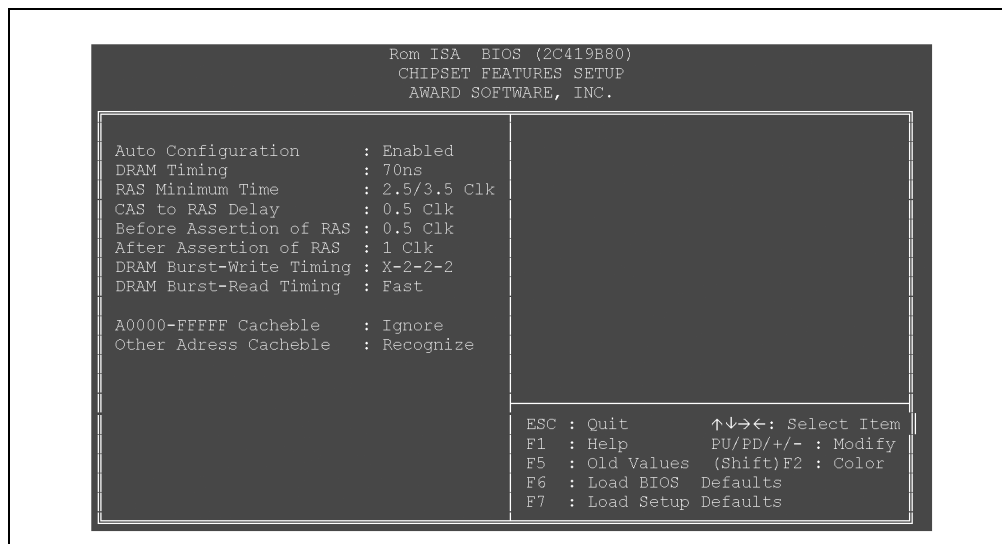 Rom ISA BIOS (2C419B80)
CHIPSET FEATURES SETUP
AWARD SOFTWARE, INC.
Auto Configuration : Enabled
DRAM Timing : 70ns
RAS Minimum Time : 2.5/3.5 Clk
CAS to RAS Delay : 0.5 Clk
Before Assertion of RAS : 0.5 Clk
After Assertion of RAS : 1 Clk
DRAM Burst-Write Timing : X-2-2-2
DRAM Burst-Read Timing : Fast
A0000-FFFFF Cacheble : Ignore
Other Adress Cacheble : Recognize
ESC : Quit ↑↓→←: Select Item
F1 : Help PU/PD/+/- : Modify
F5 : Old Values (Shift)F2 : Color
F6 : Load BIOS Defaults
F7 : Load Setup Defaults